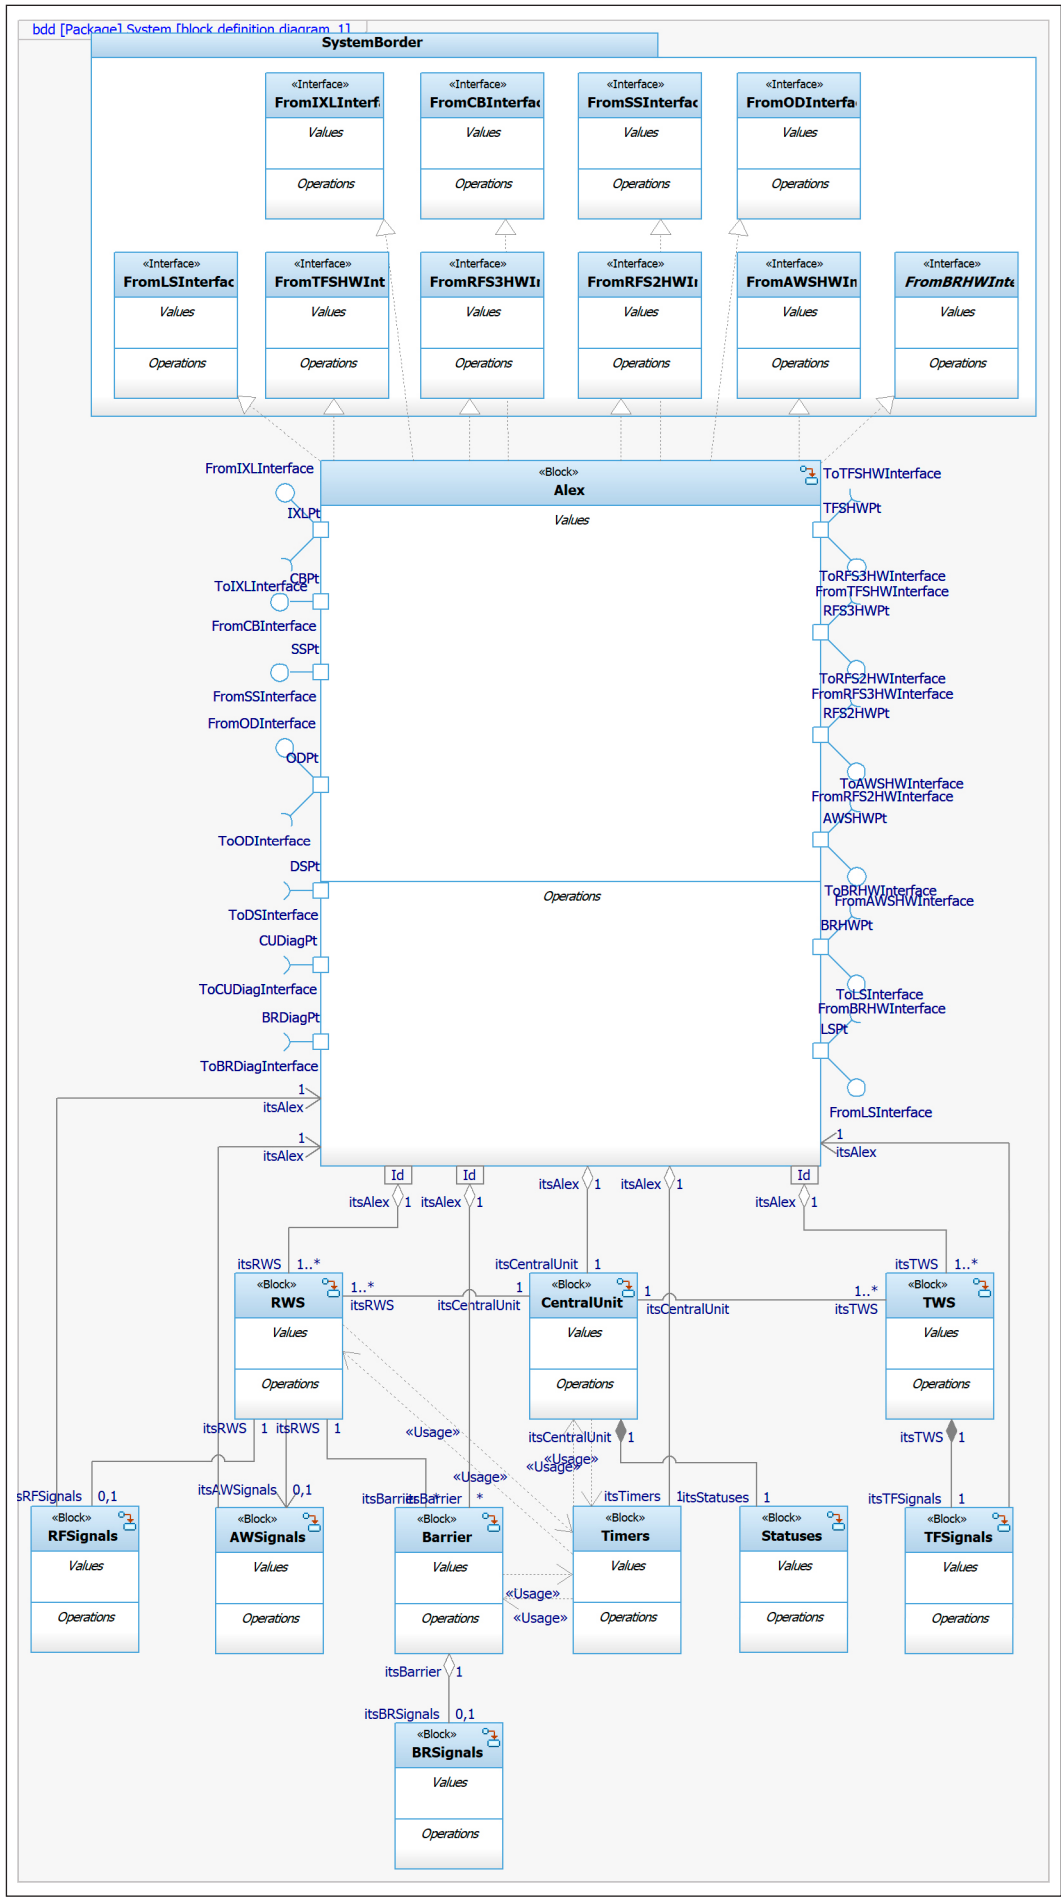 bdd [Package] System [block definition diagram_1]
SystemBorder
«Interface»
FromIXLInterfa
Values
Operations
«Interface»
FromCBInterfac
Values
Operations
«Interface»
FromSSInterfac
Values
Operations
«Interface»
FromODInterfa
Values
Operations
«Interface»
FromLSInterfac
Values
Operations
«Interface»
FromTFSHWInt
Values
Operations
«Interface»
FromRFS3HWIn
Values
Operations
«Interface»
FromRFS2HWIn
Values
Operations
«Interface»
FromAWSHWIn
Values
Operations
«Interface»
FromBRHWInte
Values
Operations
«Block»
Alex
Values
Operations
FromIXLInterface
IXLPt
ToIXLInterface
CBPt
FromCBInterface
SSPt
FromSSInterface
FromODInterface
ODPt
ToODInterface
DSPt
ToDSInterface
CUDiagPt
ToCUDiagInterface
BRDiagPt
ToBRDiagInterface
ToTFSHWInterface
TFSHWPt
ToRFS3HWInterface
FromTFSHWInterface
RFS3HWPt
ToRFS2HWInterface
FromRFS3HWInterface
RFS2HWPt
ToAWSHWInterface
FromRFS2HWInterface
AWSHWPt
ToBRHWInterface
FromAWSHWInterface
BRHWPt
ToLSInterface
FromBRHWInterface
LSPt
FromLSInterface
1
itsAlex
1
itsAlex
1
itsAlex
Id
Id
Id
itsAlex 1
itsAlex 1
itsAlex 1
itsAlex 1
itsAlex 1
itsRWS 1..*
itsCentralUnit 1
itsTWS 1..*
«Block»
RWS
Values
Operations
1..*
itsRWS
1
itsCentralUnit
«Block»
CentralUnit
Values
Operations
1
itsCentralUnit
1..*
itsTWS
«Block»
TWS
Values
Operations
itsRWS 1
itsRWS 1
«Usage»
«Usage»
«Usage»
«Usage»
itsCentralUnit 1
itsTWS 1
sRFSignals 0,1
itsAWSignals 0,1
itsBarrier *
itsBarrier *
itsTimers 1
itsStatuses 1
itsTFSignals 1
«Block»
RFSignals
Values
Operations
«Block»
AWSignals
Values
Operations
«Block»
Barrier
Values
Operations
«Usage»
«Usage»
«Block»
Timers
Values
Operations
«Block»
Statuses
Values
Operations
«Block»
TFSignals
Values
Operations
itsBarrier 1
itsBRSignals 0,1
«Block»
BRSignals
Values
Operations